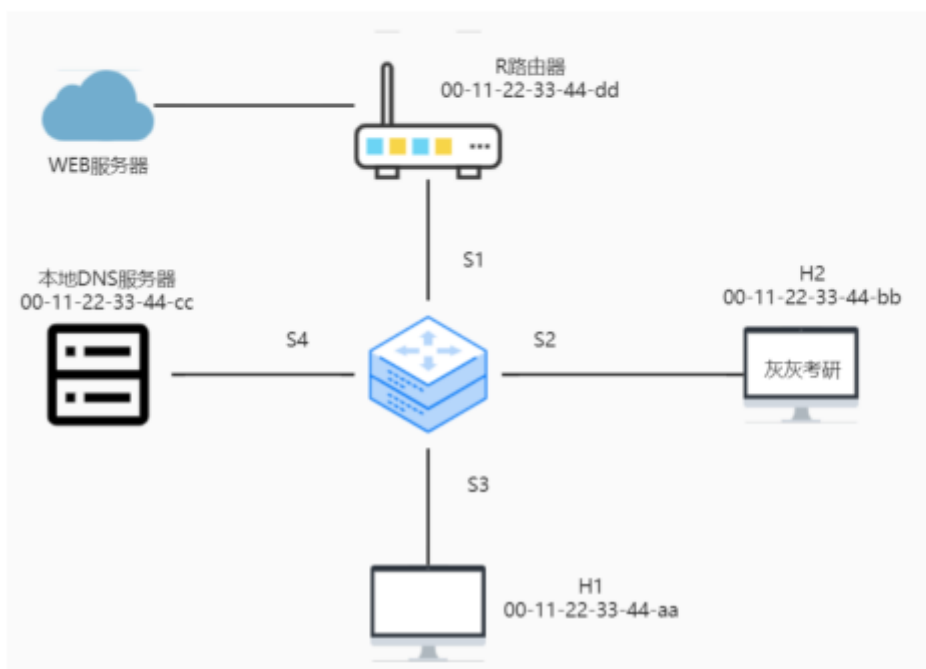 R路由器
00-11-22-33-44-dd
WEB服务器
S1
本地DNS服务器
00-11-22-33-44-cc
H2
00-11-22-33-44-bb
S4
S2
灰灰考研
S3
H1
00-11-22-33-44-aa